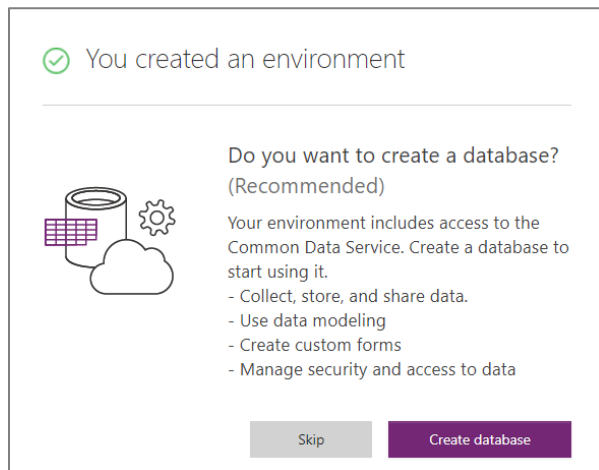 You created an environment
Do you want to create a database?
(Recommended)
Your environment includes access to the
Common Data Service. Create a database to
start using it.
- Collect, store, and share data.
- Use data modeling
- Create custom forms
- Manage security and access to data
Skip
Create database